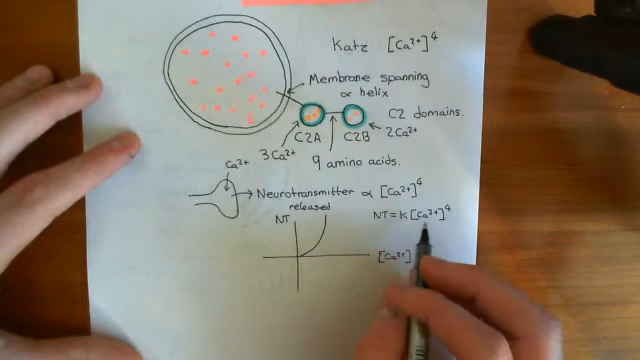 Katz [Ca²⁺]⁴
Membrane spanning
α helix
C2 domains.
C2A C2B 2Ca²⁺
3Ca²⁺
9 amino acids.
Ca²⁺
Neurotransmitter ∝ [Ca²⁺]⁴
released
NT NT = K[Ca²⁺]⁴
[Ca²⁺]